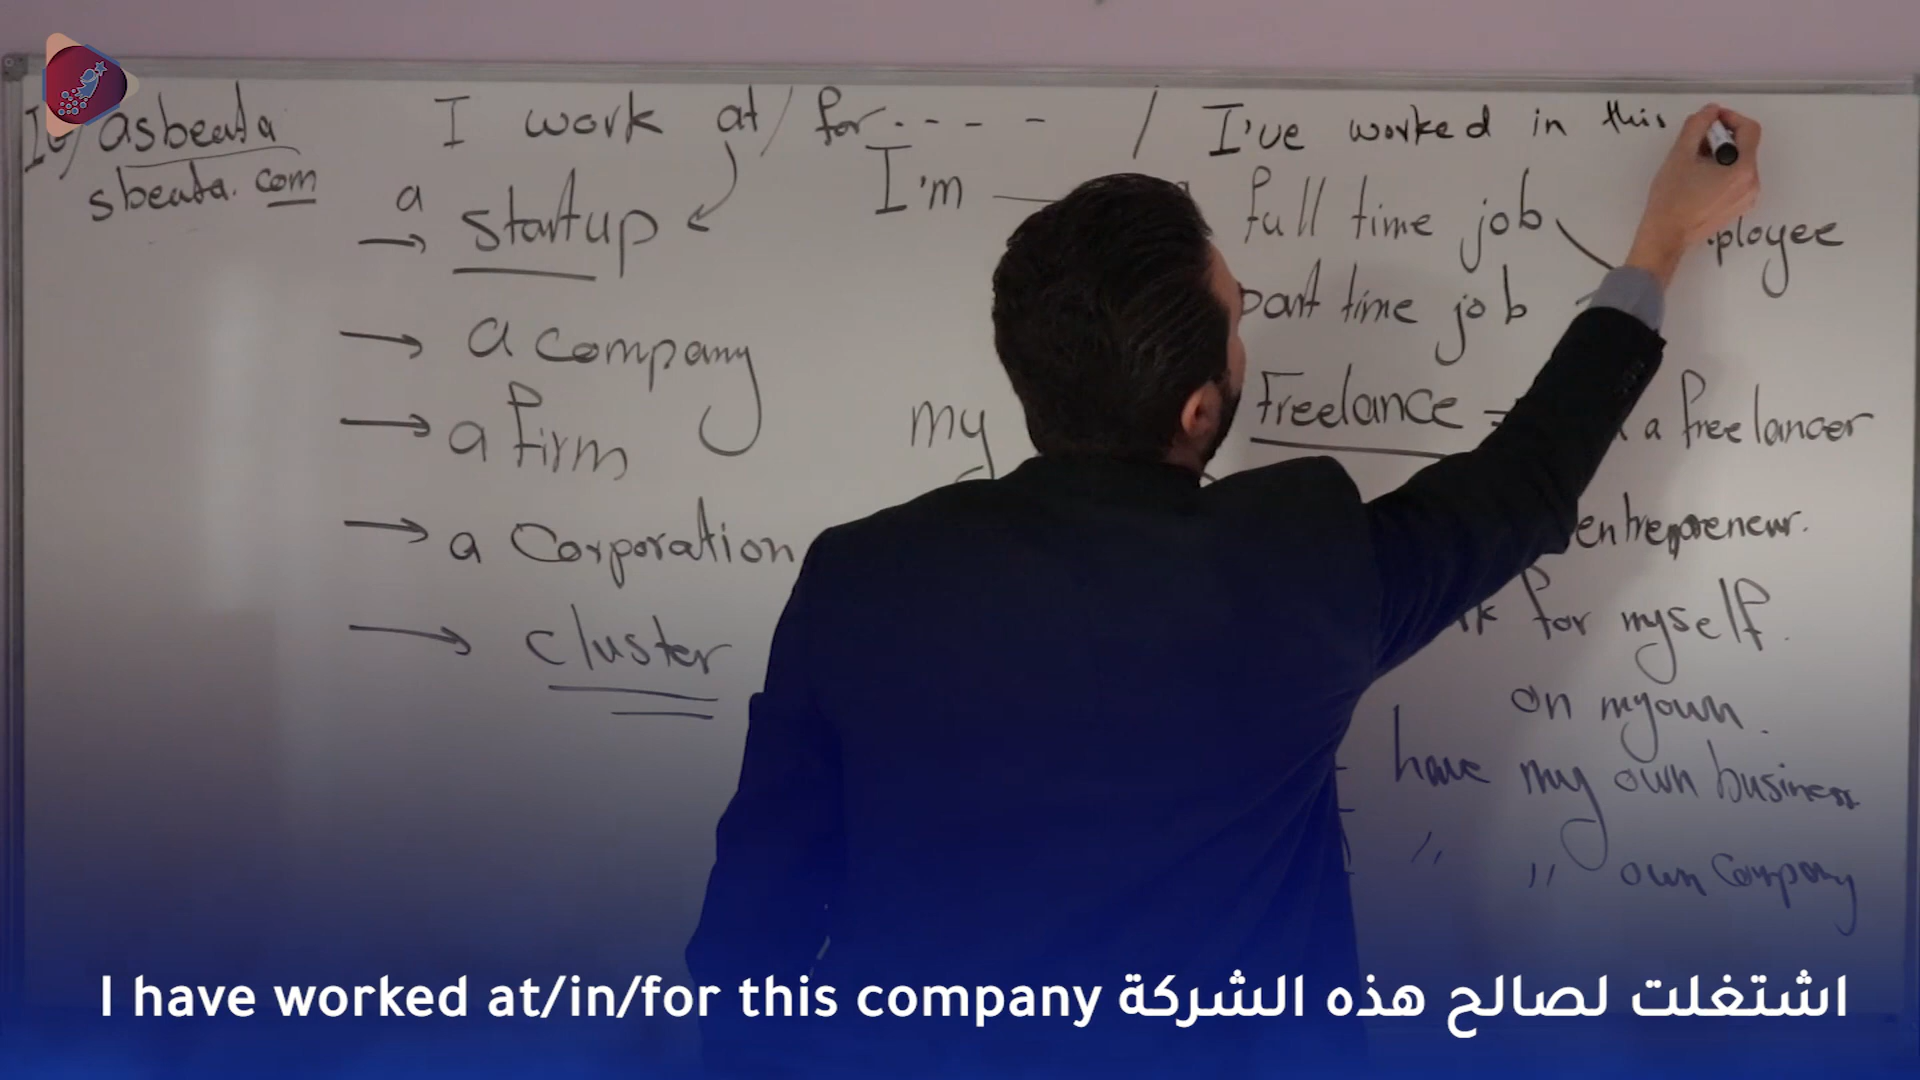 asbeata
sbeata.com
I work at/for---- / I've worked in this
a startup
I'm
→ a company
→ a firm
→ a Corporation
→ cluster
my
full time job
part time job
ployee
Freelance
a freelancer
entrepreneur.
for myself.
on my own.
have my own business
〃 〃 own Company
I have worked at/in/for this company اشتغلت لصالح هذه الشركة